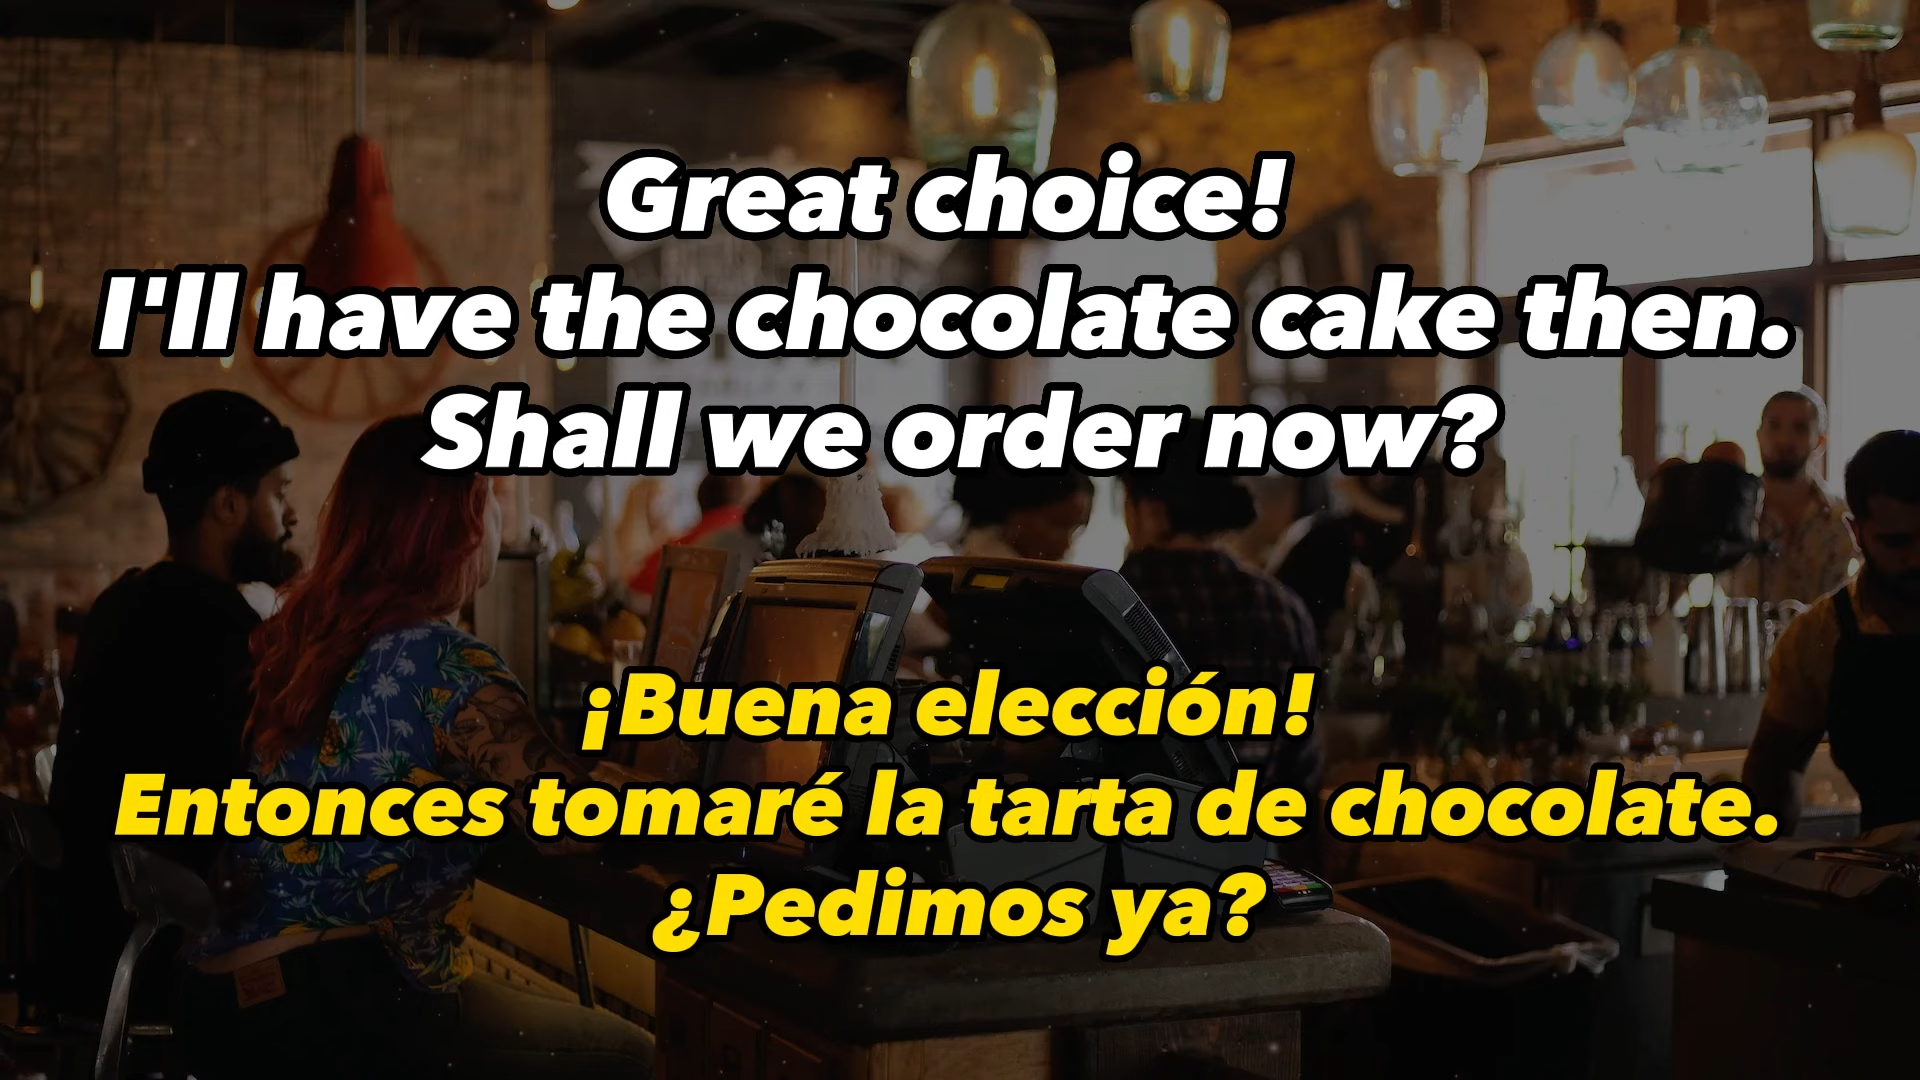 Great choice!
I'll have the chocolate cake then.
Shall we order now?
¡Buena elección!
Entonces tomaré la tarta de chocolate.
¿Pedimos ya?